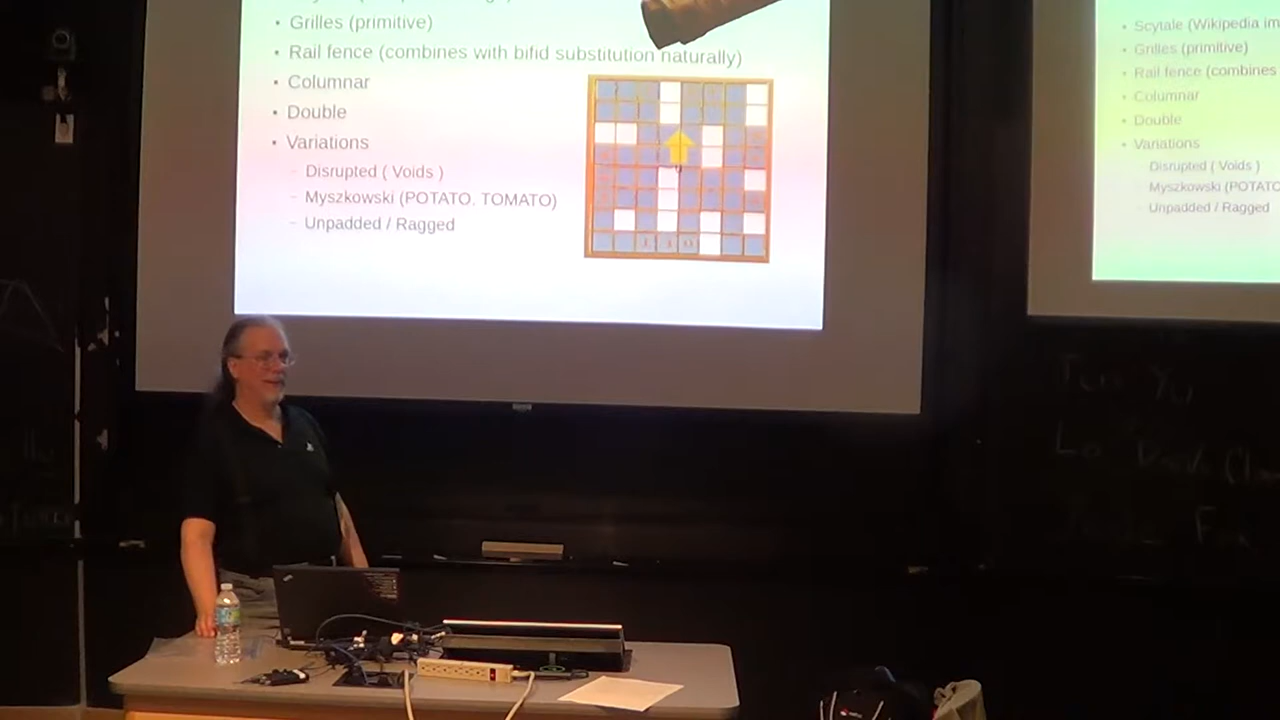 • Grilles (primitive)
• Rail fence (combines with bifid substitution naturally)
• Columnar
• Double
• Variations
– Disrupted ( Voids )
– Myszkowski (POTATO. TOMATO)
– Unpadded / Ragged
• Scytale (Wikipedia im
• Grilles (primitive)
• Rail fence (combines
• Columnar
• Double
• Variations
Disrupted ( Voids )
Myszkowski (POTATO
Unpadded / Ragged